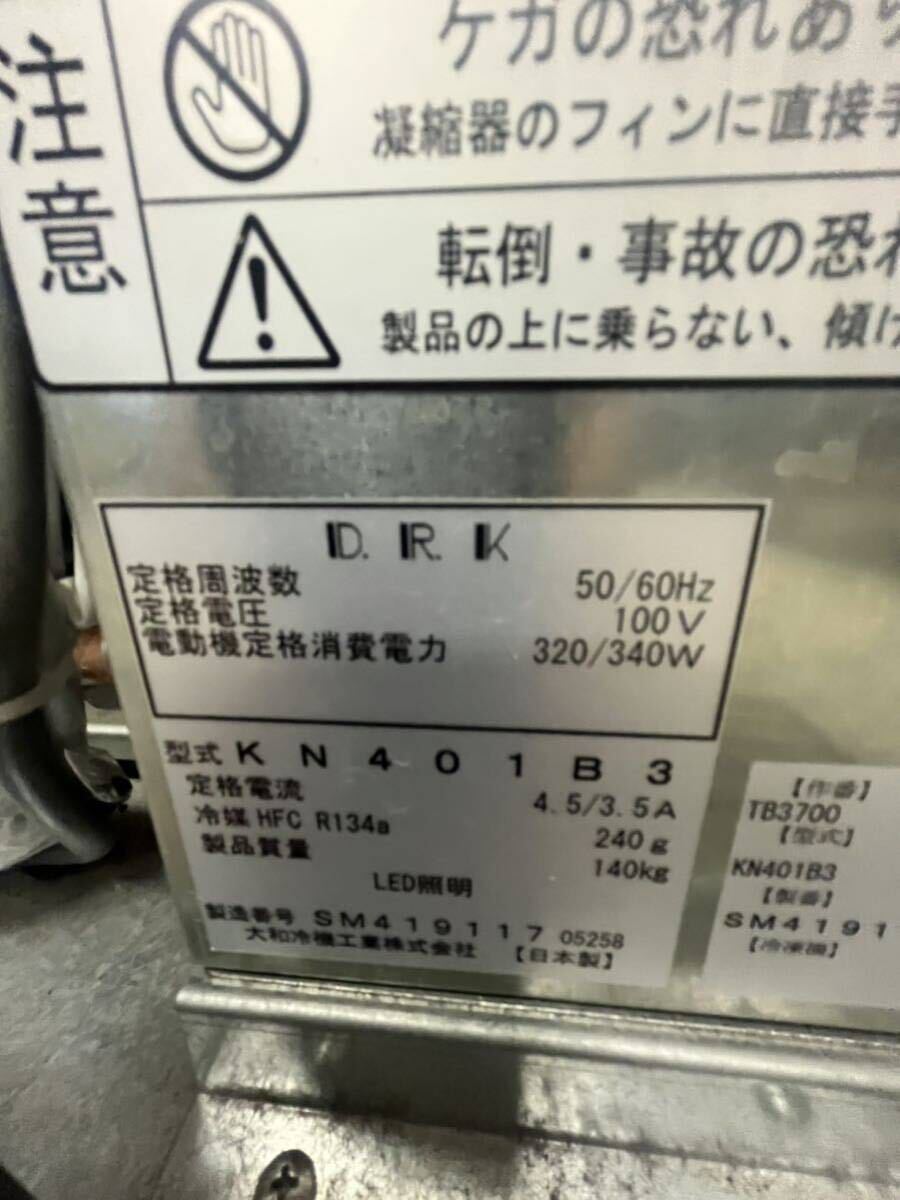 注意
ケガの恐れあり
凝縮器のフィンに直接手
転倒・事故の恐れ
製品の上に乗らない、傾け
D. R. K
定格周波数 50/60Hz
定格電圧 100V
電動機定格消費電力 320/340W
型式 KN401B3
定格電流 4.5/3.5A
冷媒 HFC R134a 240g
製品質量 140kg
LED照明
製造番号 SM419117 05258
大和冷機工業株式会社 【日本製】
【作番】
TB3700
【型式】
KN401B3
【製番】
SM4191
【冷凍機】